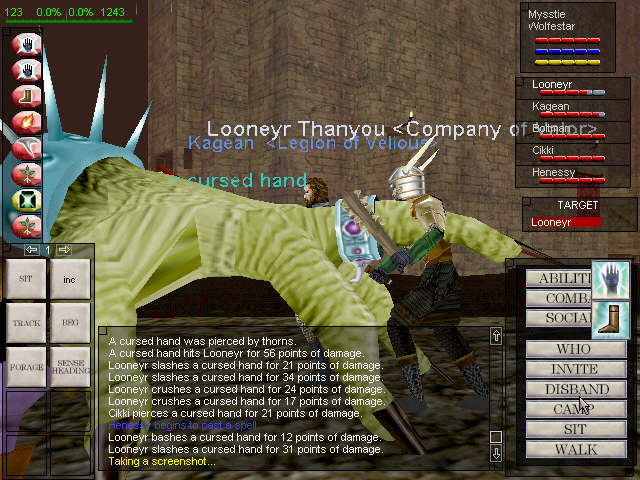 123 0.0% 0.0% 1243
Mysstie
Wolfestar
Looneyr
Kagean
Boltman
Cikki
Henessy
TARGET
Looneyr
Looneyr Thanyou <Company of
Kagean <Legion of Vellous>
cursed hand
1
SIT
inc
TRACK
BEG
FORAGE
SENSE HEADING
A cursed hand was pierced by thorns.
A cursed hand hits Looneyr for 56 points of damage.
Looneyr slashes a cursed hand for 21 points of damage.
Looneyr slashes a cursed hand for 34 points of damage.
Looneyr crushes a cursed hand for 24 points of damage.
Looneyr crushes a cursed hand for 17 points of damage.
Cikki pierces a cursed hand for 21 points of damage.
Henessy begins to cast a spell.
Looneyr bashes a cursed hand for 12 points of damage.
Looneyr slashes a cursed hand for 31 points of damage.
Taking a screenshot...
ABILITI
COMBA
SOCIA
WHO
INVITE
DISBAND
CAMP
SIT
WALK